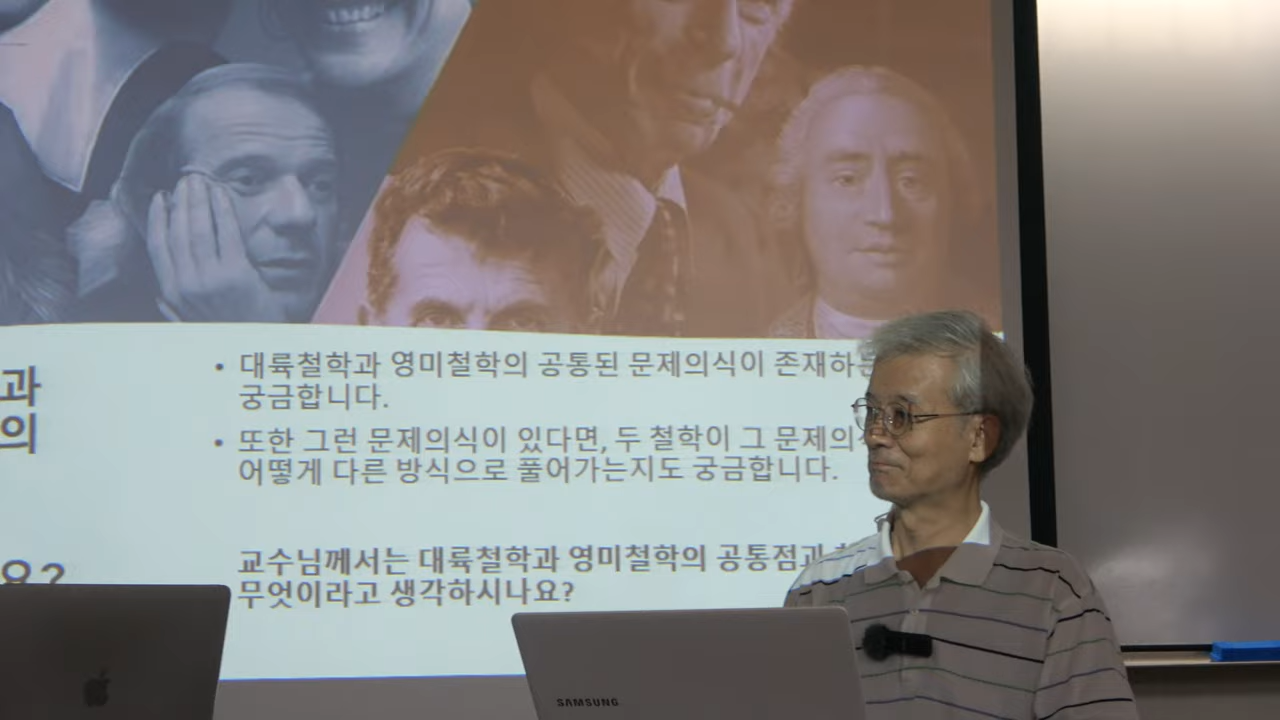 과
의
• 대륙철학과 영미철학의 공통된 문제의식이 존재하는
궁금합니다.
• 또한 그런 문제의식이 있다면, 두 철학이 그 문제의
어떻게 다른 방식으로 풀어가는지도 궁금합니다.
교수님께서는 대륙철학과 영미철학의 공통점과
요?
무엇이라고 생각하시나요?
SAMSUNG